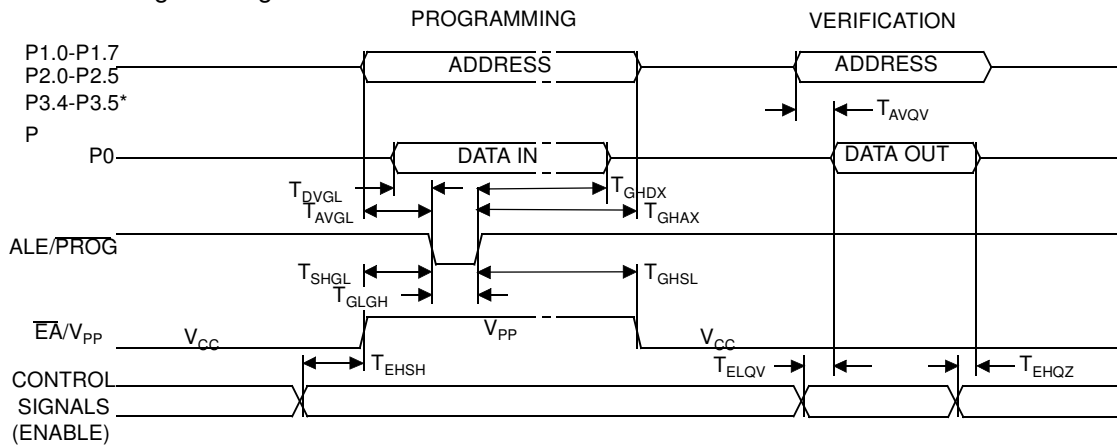 PROGRAMMING VERIFICATION
P1.0-P1.7
P2.0-P2.5
P3.4-P3.5*
P
ADDRESS ADDRESS
T_AVQV
P0 DATA IN DATA OUT
T_DVGL T_GHDX
T_AVGL T_GHAX
ALE/PROG
T_SHGL T_GHSL
T_GLGH
EA/V_PP V_CC V_PP V_CC
T_EHSH T_ELQV T_EHQZ
CONTROL
SIGNALS
(ENABLE)